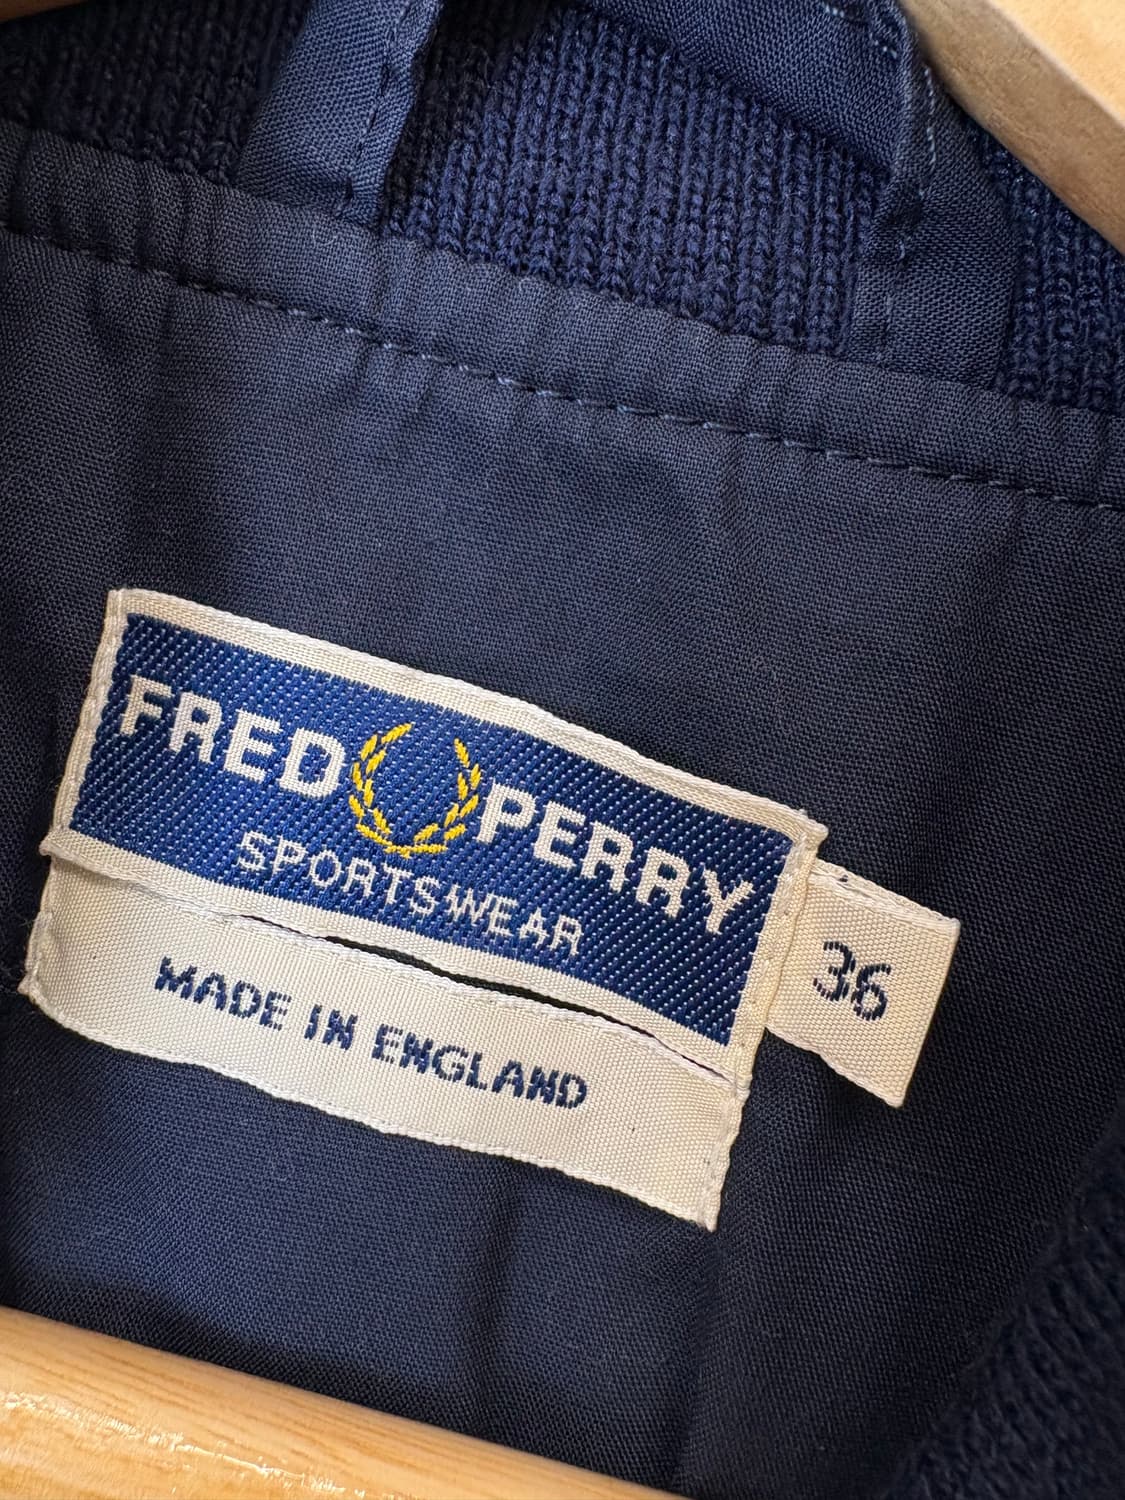 FRED PERRY
SPORTSWEAR
36
MADE IN ENGLAND